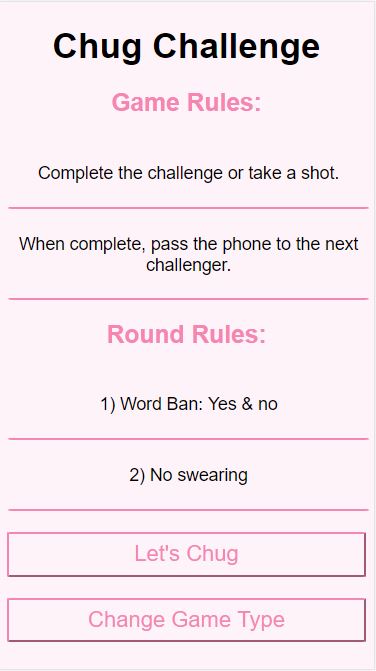 Chug Challenge
Game Rules:
Complete the challenge or take a shot.
When complete, pass the phone to the next
challenger.
Round Rules:
1) Word Ban: Yes & no
2) No swearing
Let's Chug
Change Game Type